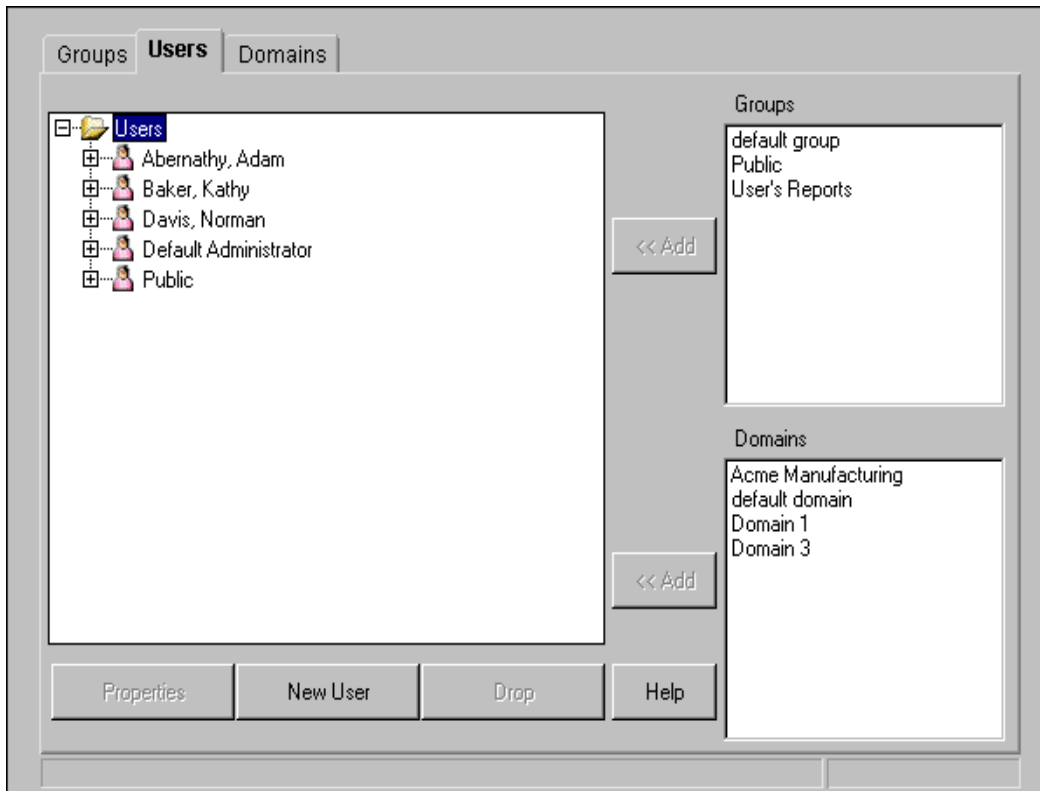 Groups
Users
Domains
Users
Abernathy, Adam
Baker, Kathy
Davis, Norman
Default Administrator
Public
Groups
default group
Public
User's Reports
<< Add
Domains
Acme Manufacturing
default domain
Domain 1
Domain 3
<< Add
Properties
New User
Drop
Help